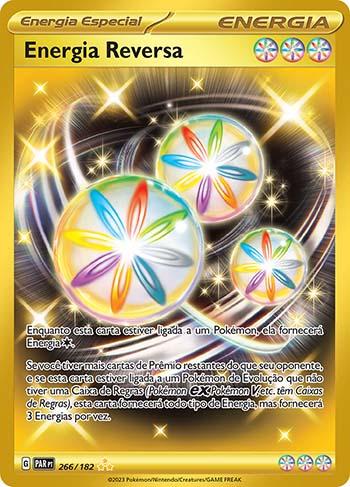 Energia Especial
ENERGIA
Energia Reversa
Enquanto esta carta estiver ligada a um Pokémon, ela fornecerá
Energia.
Se você tiver mais cartas de Prêmio restantes do que seu oponente,
e se esta carta estiver ligada a um Pokémon de Evolução que não
tiver uma Caixa de Regras (Pokémon ex, Pokémon V, etc. têm Caixas
de Regras), esta carta fornecerá todo tipo de Energia, mas fornecerá
3 Energias por vez.
G PAR PT 266/182
©2023 Pokémon/Nintendo/Creatures/GAME FREAK